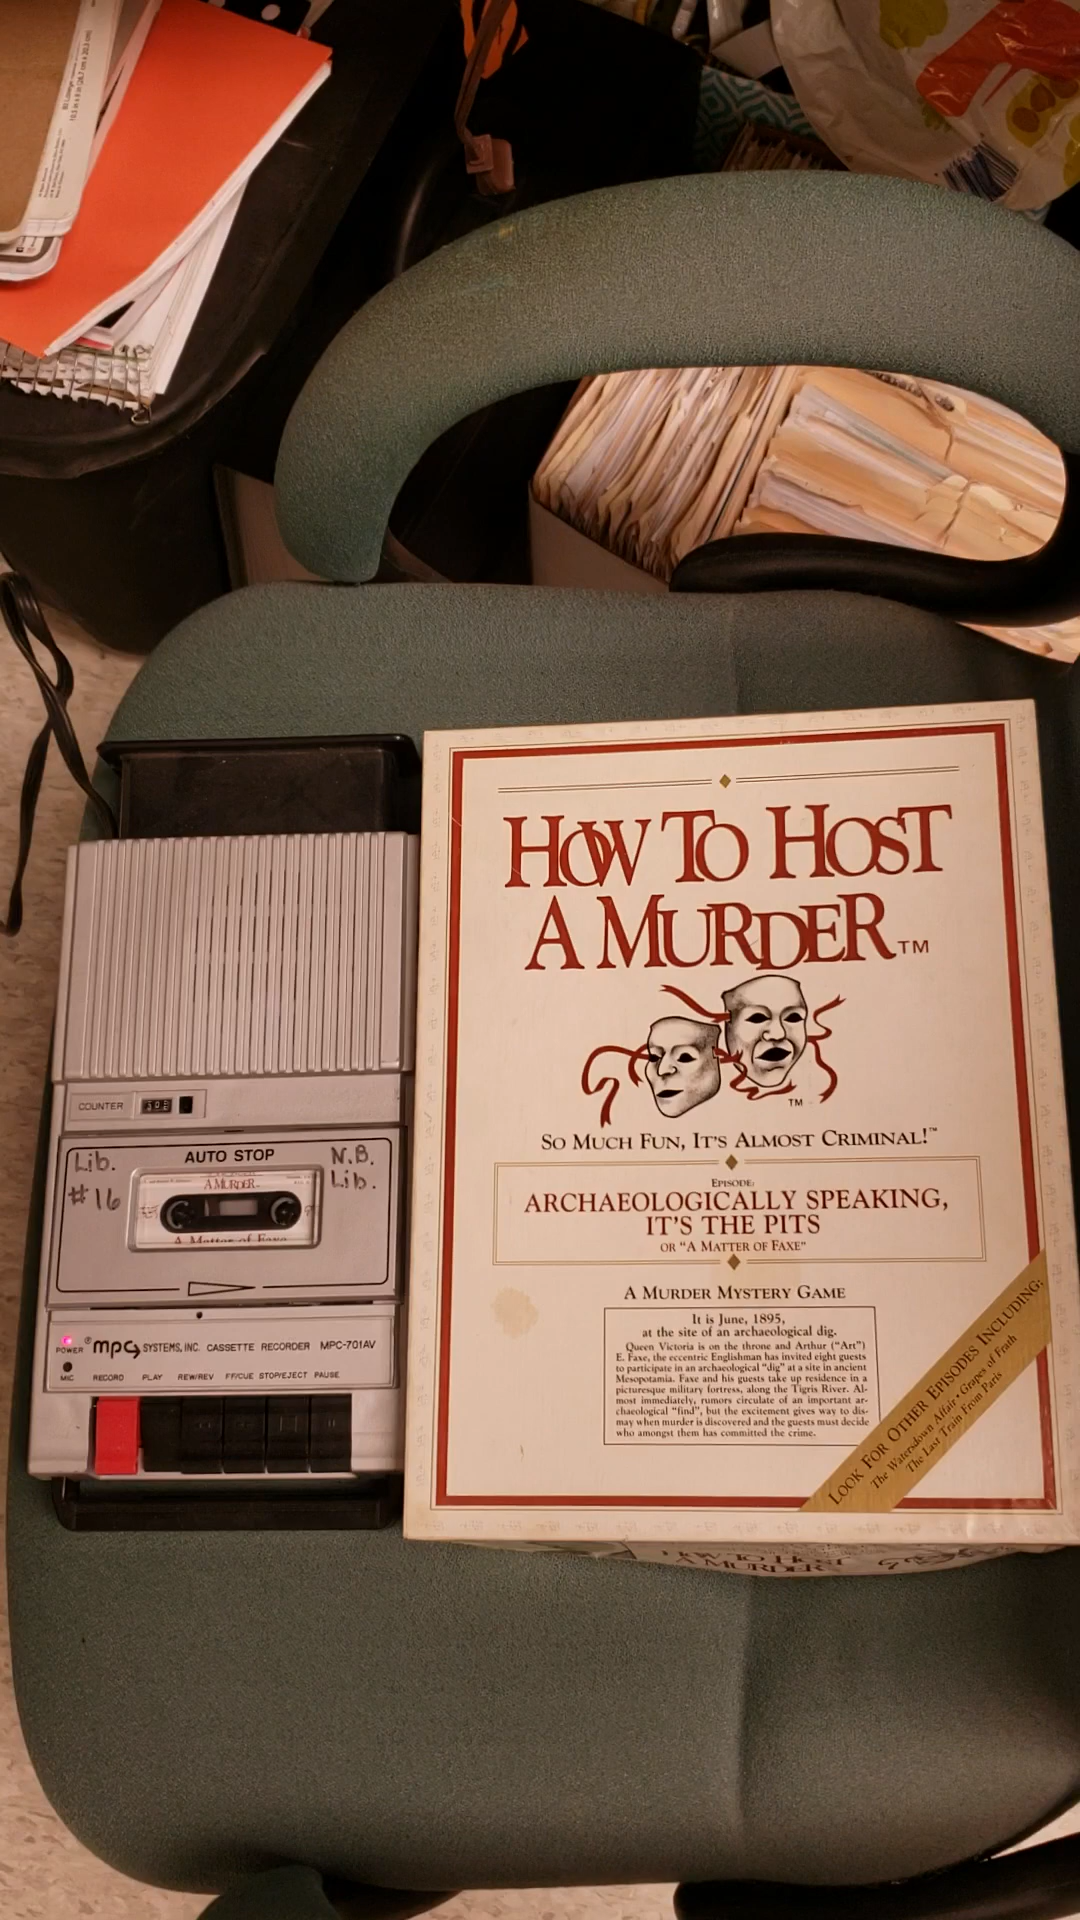 HOW TO HOST
A MURDER™
™
SO MUCH FUN, IT'S ALMOST CRIMINAL!™
EPISODE:
ARCHAEOLOGICALLY SPEAKING,
IT'S THE PITS
OR "A MATTER OF FAXE"
A MURDER MYSTERY GAME
It is June, 1895,
at the site of an archaeological dig.
Queen Victoria is on the throne and Arthur ("Art")
E. Faxe, the eccentric Englishman has invited eight guests
to participate in an archaeological "dig" at a site in ancient
Mesopotamia. Faxe and his guests take up residence in a
picturesque military fortress, along the Tigris River. Al-
most immediately, rumors circulate of an important ar-
chaeological "find", but the excitement gives way to dis-
may when murder is discovered and the guests must decide
who amongst them has committed the crime.
LOOK FOR OTHER EPISODES INCLUDING:
The Watersdown Affair • Grapes of Frath
The Last Train From Paris
HOW TO HOST
A MURDER
COUNTER
Lib.
#16
AUTO STOP
N.B.
Lib.
A MURDER
A Matter of Faxe
POWER
mpc SYSTEMS, INC. CASSETTE RECORDER MPC-701AV
MIC RECORD PLAY REW/REV FF/CUE STOP/EJECT PAUSE